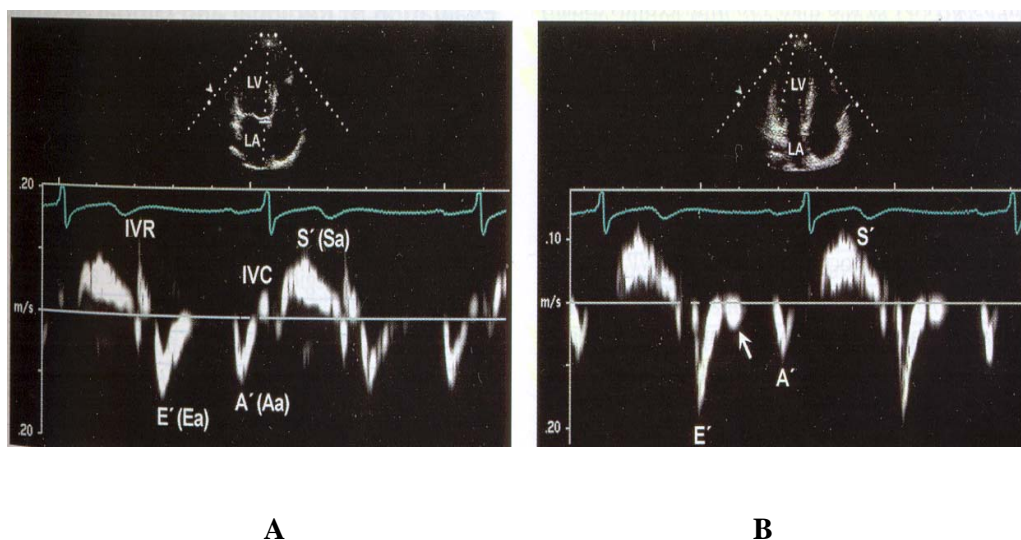 LV
LA
.20
IVR
S´ (Sa)
IVC
m/s
E´ (Ea)
A´ (Aa)
.20
A
LV
LA
.10
S´
m/s
A´
E´
.20
B